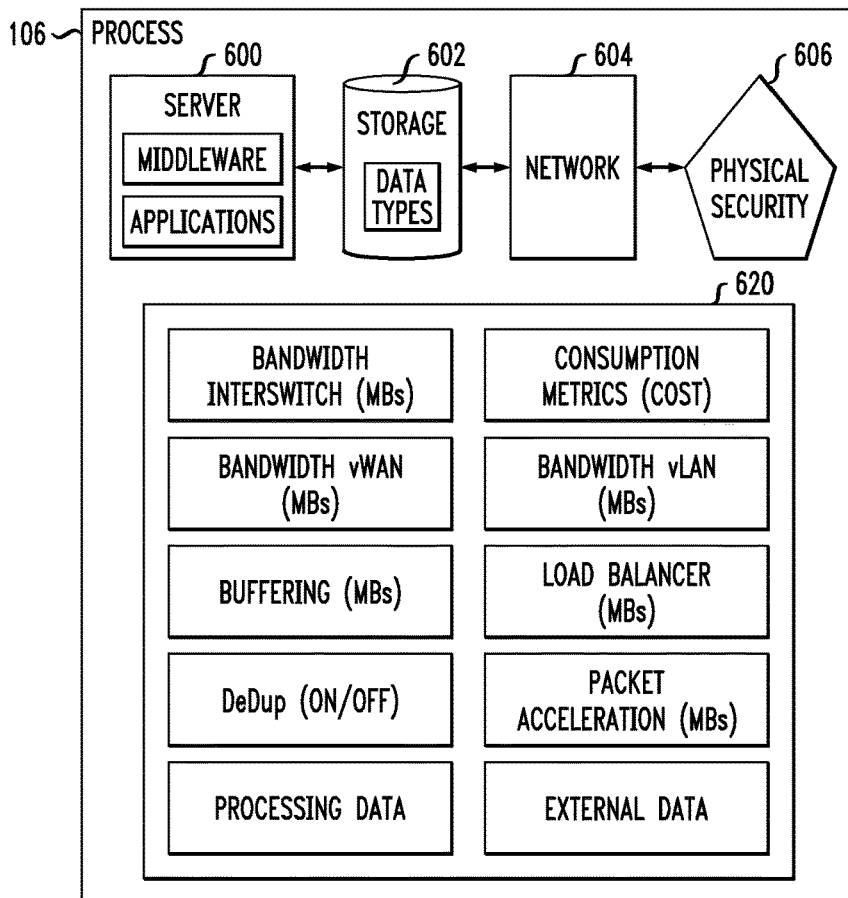 106
PROCESS
600
602
604
606
SERVER
MIDDLEWARE
APPLICATIONS
STORAGE
DATA
TYPES
NETWORK
PHYSICAL
SECURITY
620
BANDWIDTH
INTERSWITCH (MBs)
CONSUMPTION
METRICS (COST)
BANDWIDTH vWAN
(MBs)
BANDWIDTH vLAN
(MBs)
BUFFERING (MBs)
LOAD BALANCER
(MBs)
DeDup (ON/OFF)
PACKET
ACCELERATION (MBs)
PROCESSING DATA
EXTERNAL DATA